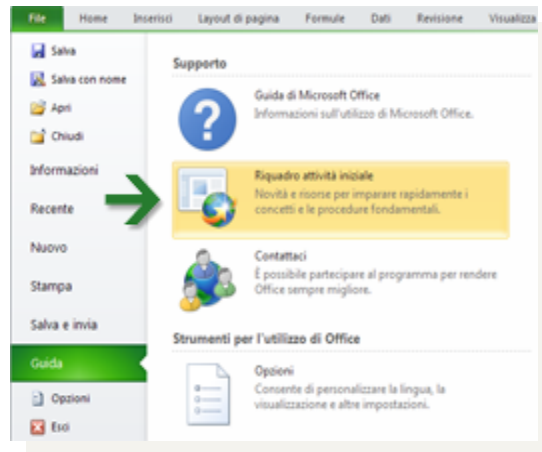 File Home Inserisci Layout di pagina Formule Dati Revisione Visualizza
Salva
Salva con nome
Apri
Chiudi
Informazioni
Recente
Nuovo
Stampa
Salva e invia
Guida
Opzioni
Esci
Supporto
Guida di Microsoft Office
Informazioni sull'utilizzo di Microsoft Office.
Riquadro attività iniziale
Novità e risorse per imparare rapidamente i
concetti e le procedure fondamentali.
Contattaci
È possibile partecipare al programma per rendere
Office sempre migliore.
Strumenti per l'utilizzo di Office
Opzioni
Consente di personalizzare la lingua, la
visualizzazione e altre impostazioni.